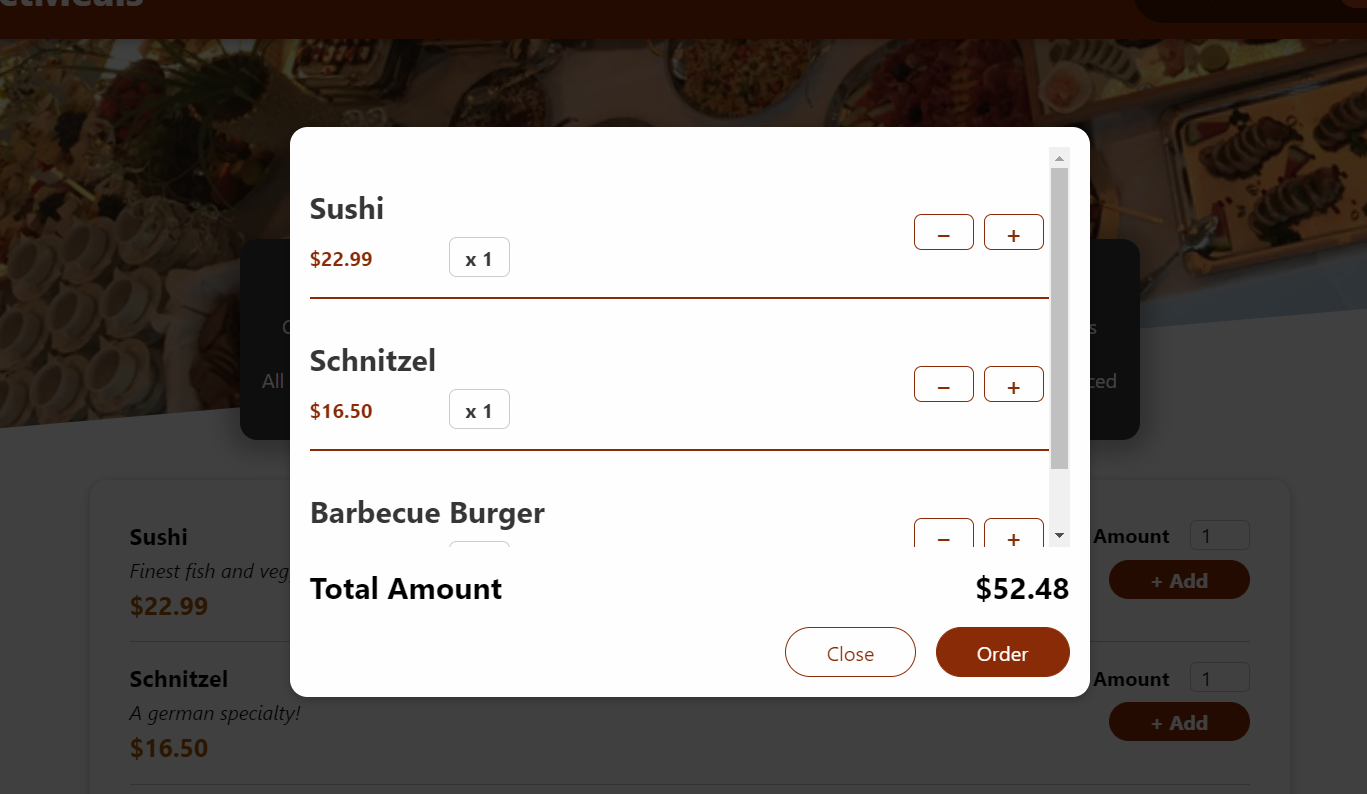 Sushi
$22.99 x 1 − +
Schnitzel
$16.50 x 1 − +
Barbecue Burger
− +
Total Amount $52.48
Close Order
All
Sushi Amount 1
Finest fish and veg
$22.99 + Add
Schnitzel Amount 1
A german specialty!
$16.50 + Add